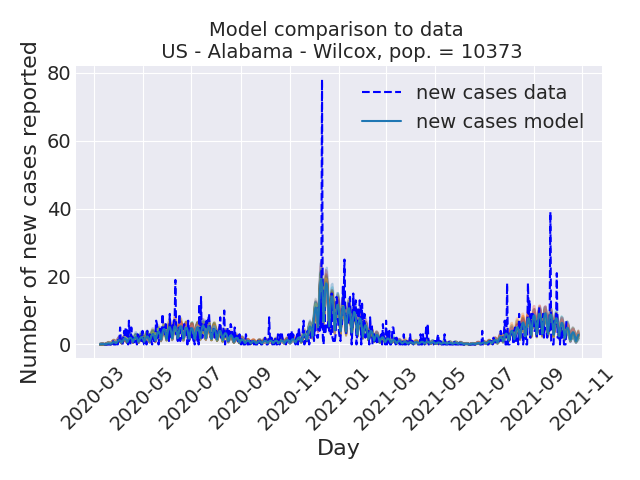 Model comparison to data
US - Alabama - Wilcox, pop. = 10373
Number of new cases reported
80
60
40
20
0
new cases data
new cases model
2020-03
2020-05
2020-07
2020-09
2020-11
2021-01
2021-03
2021-05
2021-07
2021-09
2021-11
Day